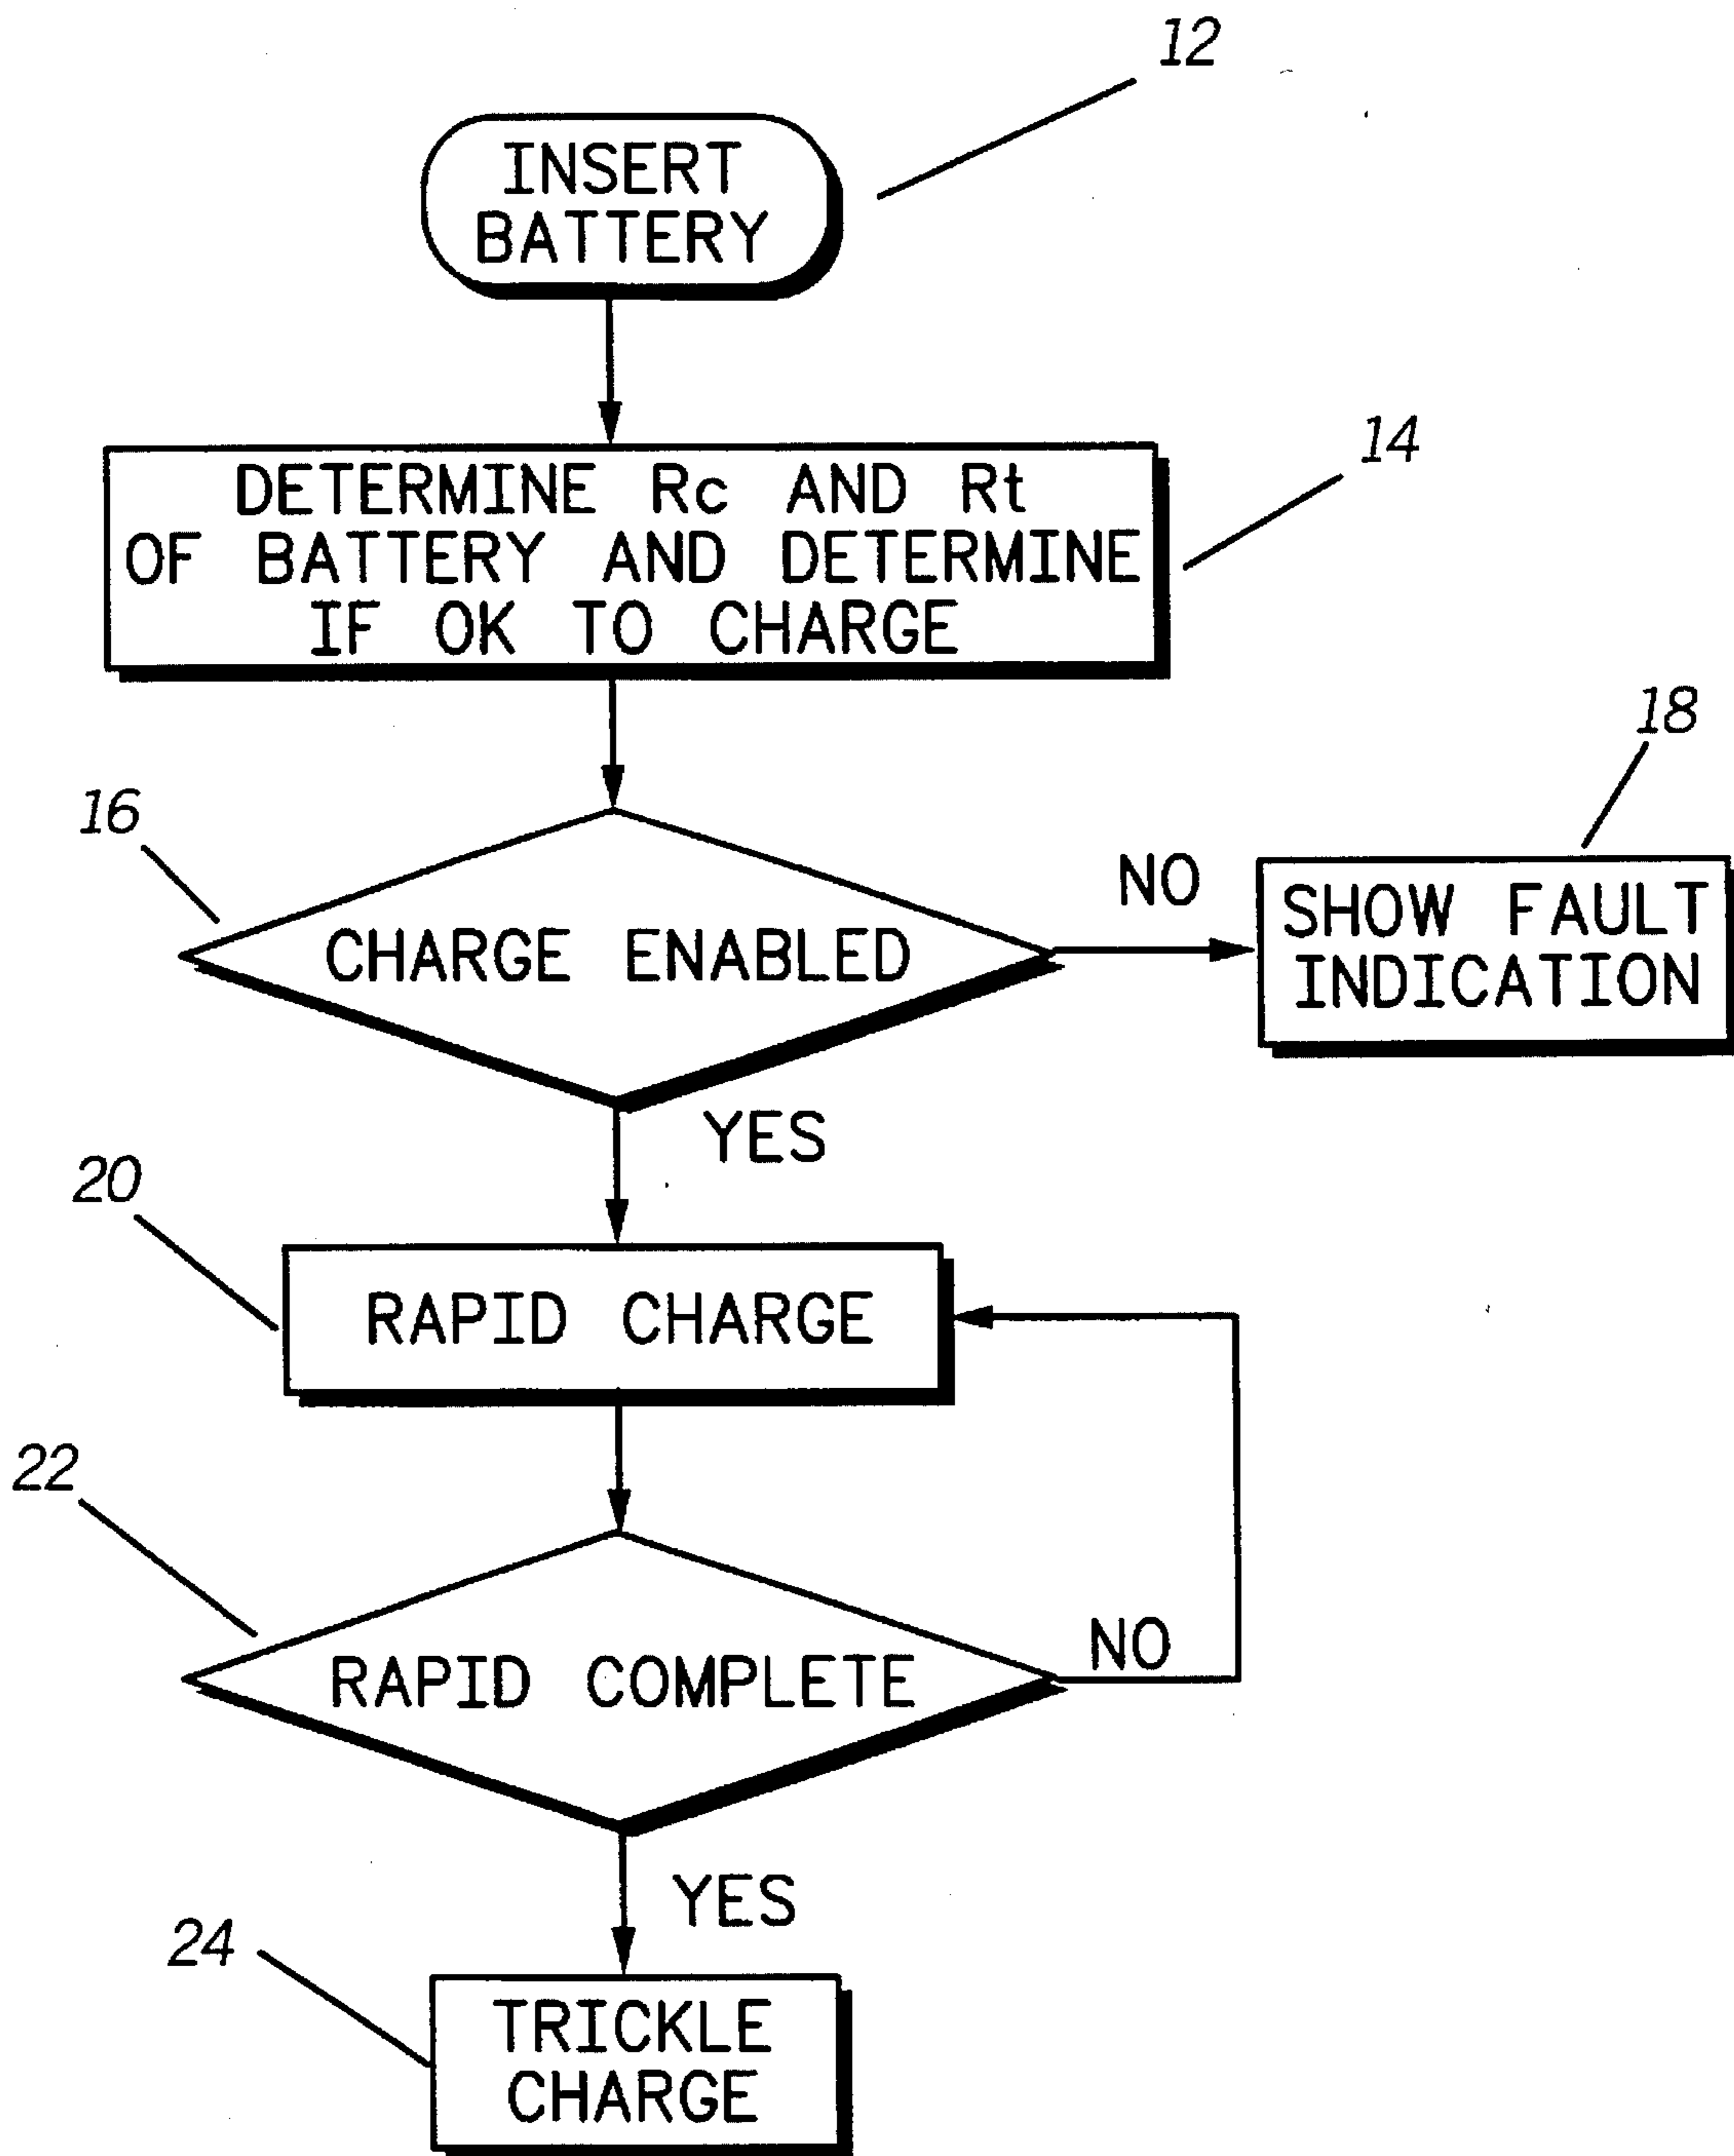 12
INSERT
BATTERY
14
DETERMINE Rc AND Rt
OF BATTERY AND DETERMINE
IF OK TO CHARGE
16
CHARGE ENABLED
NO
18
SHOW FAULT
INDICATION
YES
20
RAPID CHARGE
22
RAPID COMPLETE
NO
YES
24
TRICKLE
CHARGE